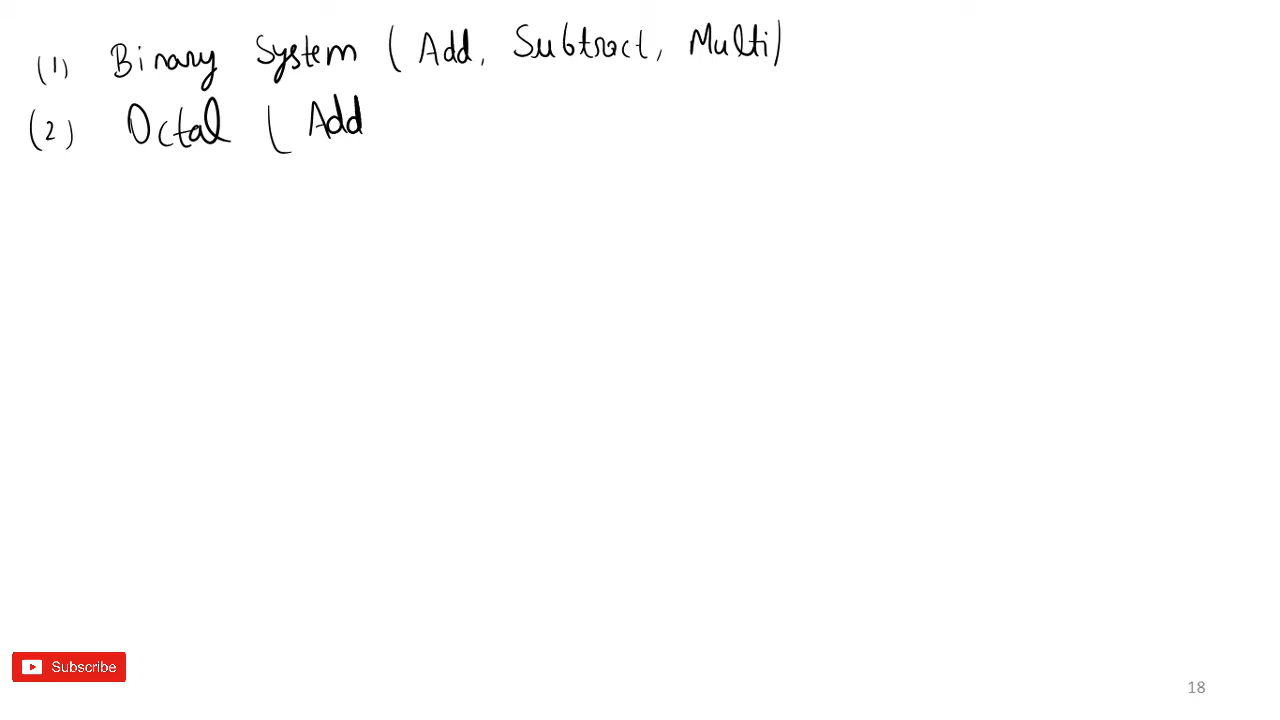 (1) Binary System (Add, Subtract, Multi)
(2) Octal (Add
Subscribe
18